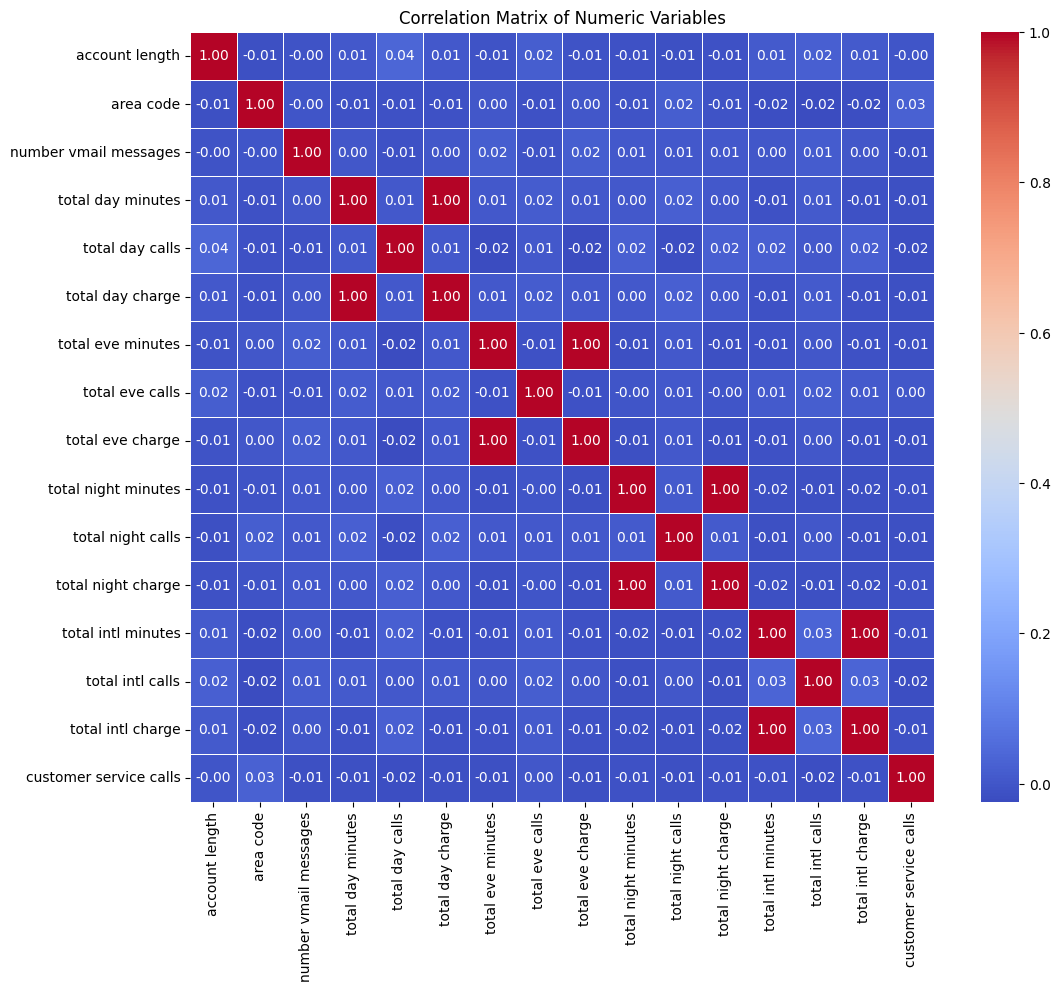 Correlation Matrix of Numeric Variables
account length 1.00 -0.01 -0.00 0.01 0.04 0.01 -0.01 0.02 -0.01 -0.01 -0.01 -0.01 0.01 0.02 0.01 -0.00
area code -0.01 1.00 -0.00 -0.01 -0.01 -0.01 0.00 -0.01 0.00 -0.01 0.02 -0.01 -0.02 -0.02 -0.02 0.03
number vmail messages -0.00 -0.00 1.00 0.00 -0.01 0.00 0.02 -0.01 0.02 0.01 0.01 0.01 0.00 0.01 0.00 -0.01
total day minutes 0.01 -0.01 0.00 1.00 0.01 1.00 0.01 0.02 0.01 0.00 0.02 0.00 -0.01 0.01 -0.01 -0.01
total day calls 0.04 -0.01 -0.01 0.01 1.00 0.01 -0.02 0.01 -0.02 0.02 -0.02 0.02 0.02 0.00 0.02 -0.02
total day charge 0.01 -0.01 0.00 1.00 0.01 1.00 0.01 0.02 0.01 0.00 0.02 0.00 -0.01 0.01 -0.01 -0.01
total eve minutes -0.01 0.00 0.02 0.01 -0.02 0.01 1.00 -0.01 1.00 -0.01 0.01 -0.01 -0.01 0.00 -0.01 -0.01
total eve calls 0.02 -0.01 -0.01 0.02 0.01 0.02 -0.01 1.00 -0.01 -0.00 0.01 -0.00 0.01 0.02 0.01 0.00
total eve charge -0.01 0.00 0.02 0.01 -0.02 0.01 1.00 -0.01 1.00 -0.01 0.01 -0.01 -0.01 0.00 -0.01 -0.01
total night minutes -0.01 -0.01 0.01 0.00 0.02 0.00 -0.01 -0.00 -0.01 1.00 0.01 1.00 -0.02 -0.01 -0.02 -0.01
total night calls -0.01 0.02 0.01 0.02 -0.02 0.02 0.01 0.01 0.01 0.01 1.00 0.01 -0.01 0.00 -0.01 -0.01
total night charge -0.01 -0.01 0.01 0.00 0.02 0.00 -0.01 -0.00 -0.01 1.00 0.01 1.00 -0.02 -0.01 -0.02 -0.01
total intl minutes 0.01 -0.02 0.00 -0.01 0.02 -0.01 -0.01 0.01 -0.01 -0.02 -0.01 -0.02 1.00 0.03 1.00 -0.01
total intl calls 0.02 -0.02 0.01 0.01 0.00 0.01 0.00 0.02 0.00 -0.01 0.00 -0.01 0.03 1.00 0.03 -0.02
total intl charge 0.01 -0.02 0.00 -0.01 0.02 -0.01 -0.01 0.01 -0.01 -0.02 -0.01 -0.02 1.00 0.03 1.00 -0.01
customer service calls -0.00 0.03 -0.01 -0.01 -0.02 -0.01 -0.01 0.00 -0.01 -0.01 -0.01 -0.01 -0.01 -0.02 -0.01 1.00
account length
area code
number vmail messages
total day minutes
total day calls
total day charge
total eve minutes
total eve calls
total eve charge
total night minutes
total night calls
total night charge
total intl minutes
total intl calls
total intl charge
customer service calls
1.0
0.8
0.6
0.4
0.2
0.0